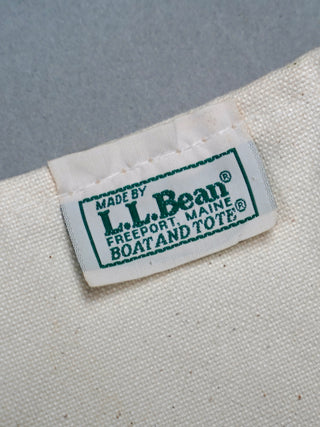 MADE BY
L.L.Bean®
FREEPORT, MAINE
BOAT AND TOTE®